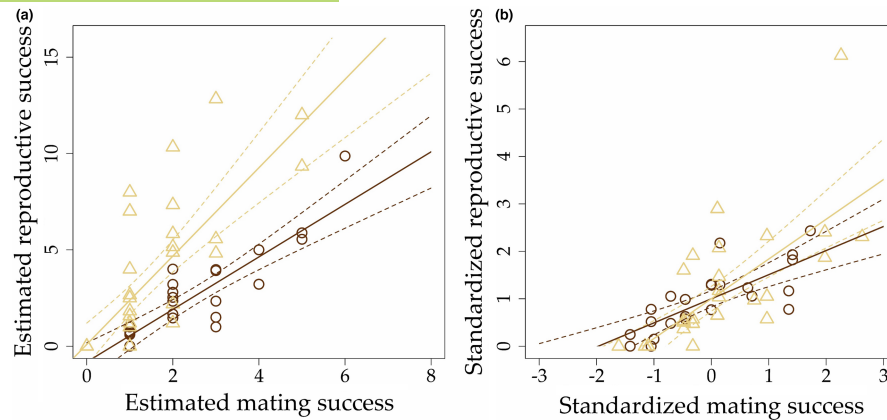 (a)
Estimated reproductive success
15
10
5
0
0 2 4 6 8
Estimated mating success
(b)
Standardized reproductive success
6
5
4
3
2
1
0
-3 -2 -1 0 1 2 3
Standardized mating success